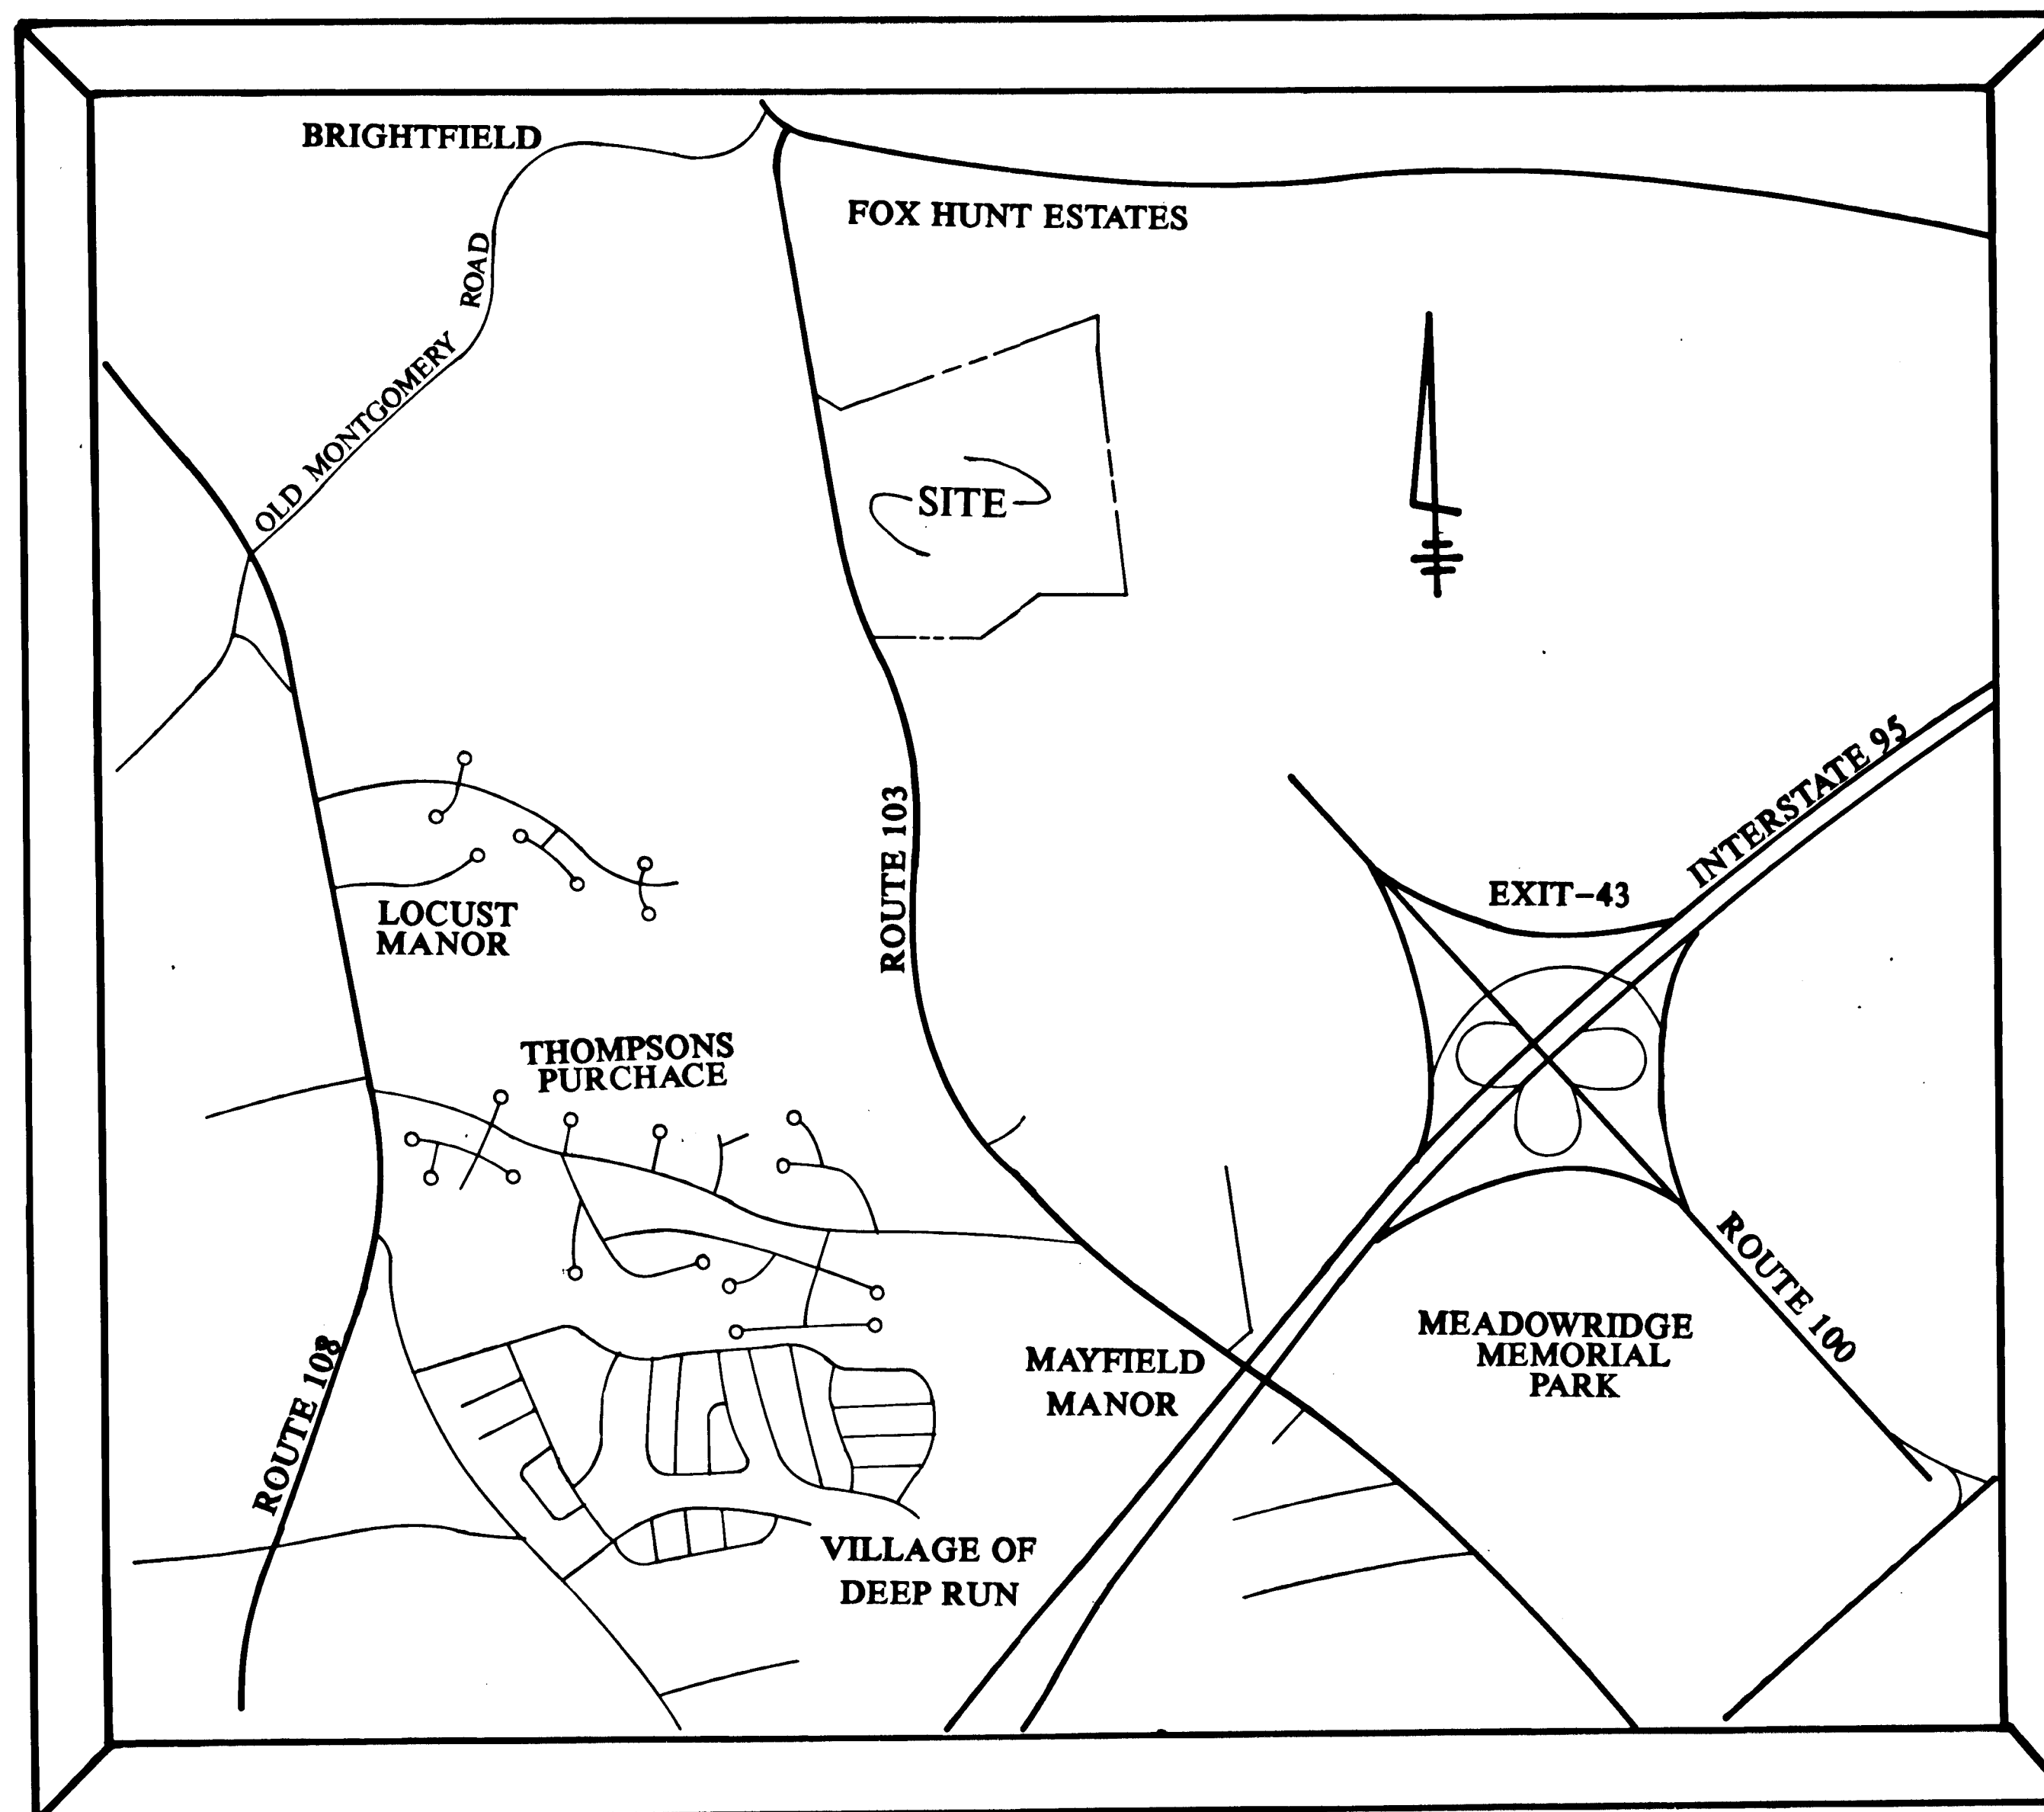 BRIGHTFIELD
FOX HUNT ESTATES
OLD MONTGOMERY ROAD
SITE
INTERSTATE 95
ROUTE 103
EXIT-43
LOCUST
MANOR
THOMPSONS
PURCHACE
ROUTE 100
MEADOWRIDGE
MEMORIAL
PARK
ROUTE 108
MAYFIELD
MANOR
VILLAGE OF
DEEP RUN